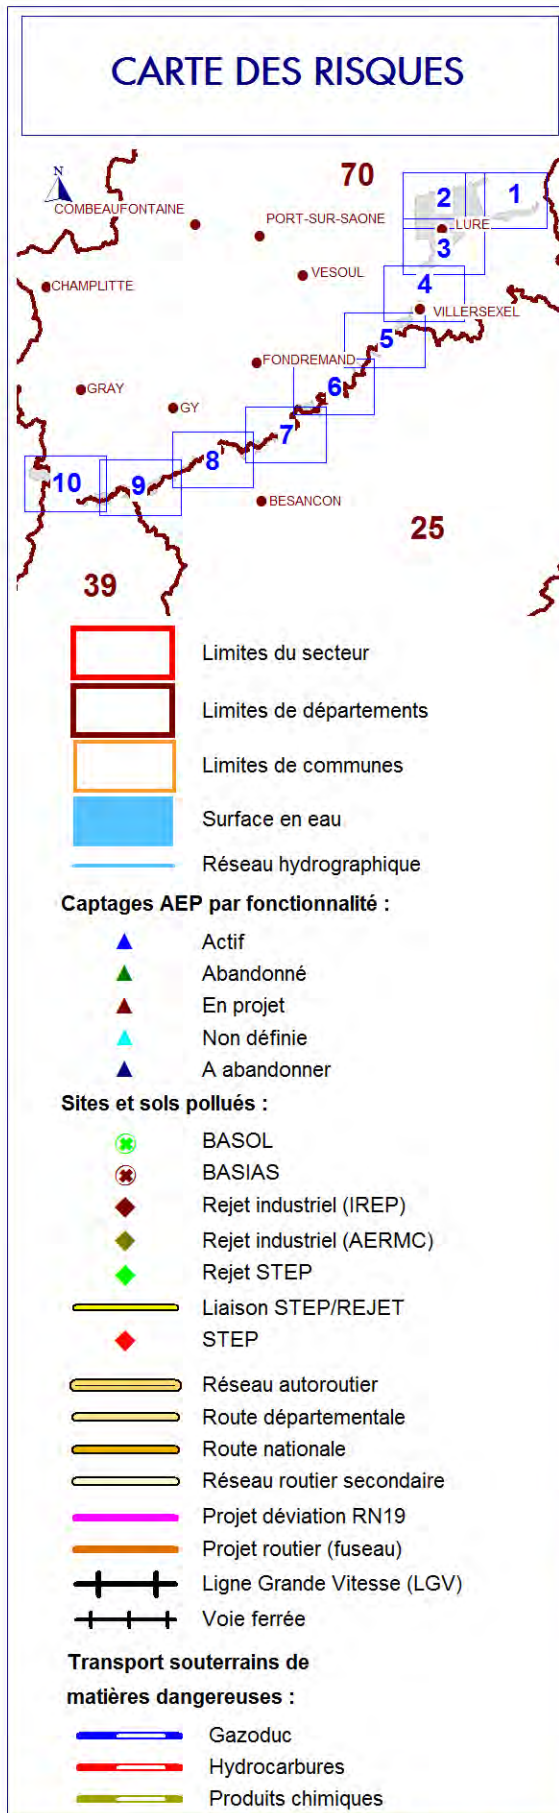 CARTE DES RISQUES
N
70
1
2
COMBEAUFONTAINE
PORT-SUR-SAONE
LURE
3
VESOUL
CHAMPLITTE
4
VILLERSEXEL
5
FONDREMAND
GRAY
6
GY
7
8
10
9
BESANCON
25
39
Limites du secteur
Limites de départements
Limites de communes
Surface en eau
Réseau hydrographique
Captages AEP par fonctionnalité :
Actif
Abandonné
En projet
Non définie
A abandonner
Sites et sols pollués :
BASOL
BASIAS
Rejet industriel (IREP)
Rejet industriel (AERMC)
Rejet STEP
Liaison STEP/REJET
STEP
Réseau autoroutier
Route départementale
Route nationale
Réseau routier secondaire
Projet déviation RN19
Projet routier (fuseau)
Ligne Grande Vitesse (LGV)
Voie ferrée
Transport souterrains de
matières dangereuses :
Gazoduc
Hydrocarbures
Produits chimiques